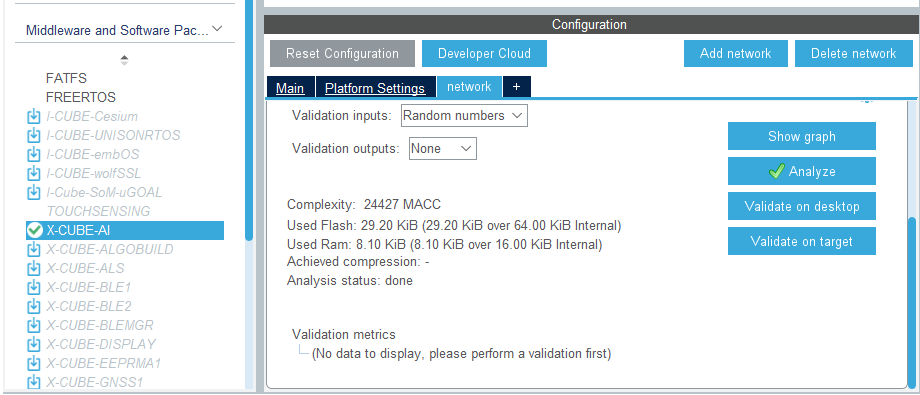 Middleware and Software Pac...
FATFS
FREERTOS
I-CUBE-Cesium
I-CUBE-UNISONRTOS
I-CUBE-embOS
I-CUBE-wolfSSL
I-Cube-SoM-uGOAL
TOUCHSENSING
X-CUBE-AI
X-CUBE-ALGOBUILD
X-CUBE-ALS
X-CUBE-BLE1
X-CUBE-BLE2
X-CUBE-BLEMGR
X-CUBE-DISPLAY
X-CUBE-EEPRMA1
X-CUBE-GNSS1
Configuration
Reset Configuration Developer Cloud Add network Delete network
Main Platform Settings network +
Validation inputs: Random numbers
Validation outputs: None
Complexity: 24427 MACC
Used Flash: 29.20 KiB (29.20 KiB over 64.00 KiB Internal)
Used Ram: 8.10 KiB (8.10 KiB over 16.00 KiB Internal)
Achieved compression: -
Analysis status: done
Validation metrics
(No data to display, please perform a validation first)
Show graph
Analyze
Validate on desktop
Validate on target